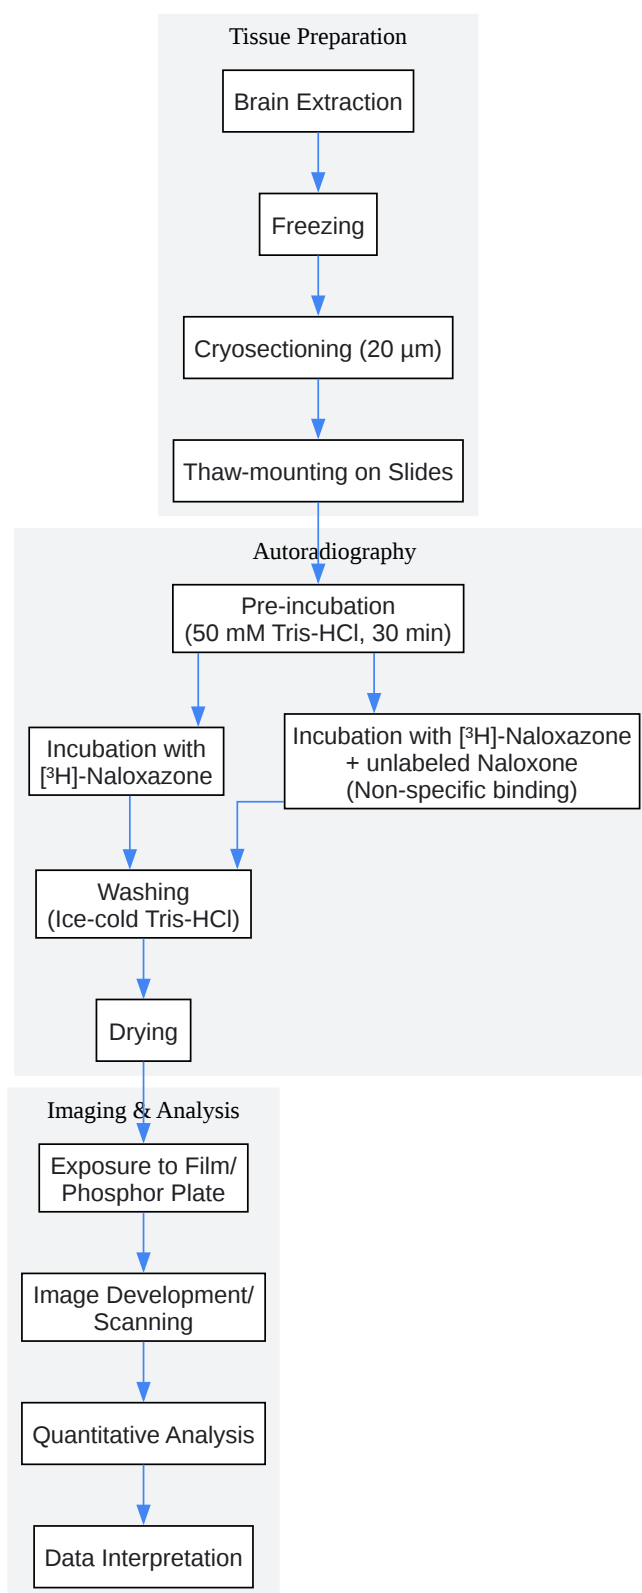 Tissue Preparation
Brain Extraction
Freezing
Cryosectioning (20 µm)
Thaw-mounting on Slides
Autoradiography
Pre-incubation
(50 mM Tris-HCl, 30 min)
Incubation with
[³H]-Naloxazone
Incubation with [³H]-Naloxazone
+ unlabeled Naloxone
(Non-specific binding)
Washing
(Ice-cold Tris-HCl)
Drying
Imaging & Analysis
Exposure to Film/
Phosphor Plate
Image Development/
Scanning
Quantitative Analysis
Data Interpretation